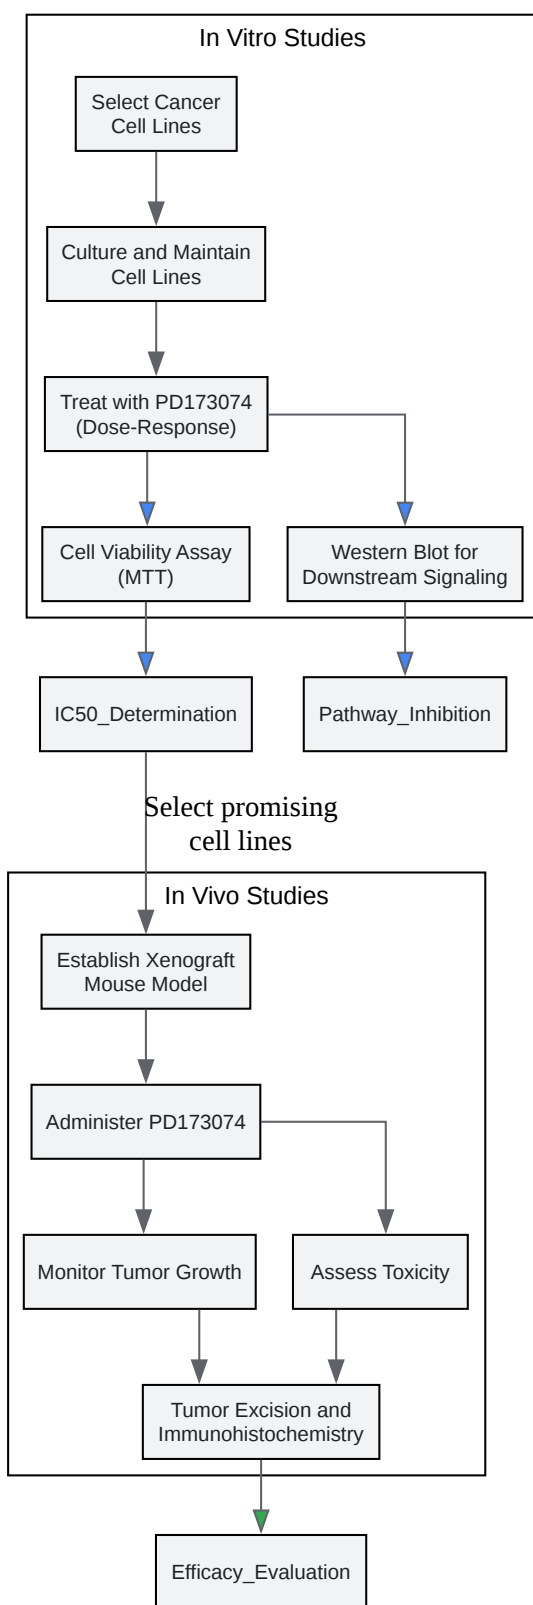 In Vitro Studies
Select Cancer
Cell Lines
Culture and Maintain
Cell Lines
Treat with PD173074
(Dose-Response)
Cell Viability Assay
(MTT)
Western Blot for
Downstream Signaling
IC50_Determination
Pathway_Inhibition
Select promising
cell lines
In Vivo Studies
Establish Xenograft
Mouse Model
Administer PD173074
Monitor Tumor Growth
Assess Toxicity
Tumor Excision and
Immunohistochemistry
Efficacy_Evaluation